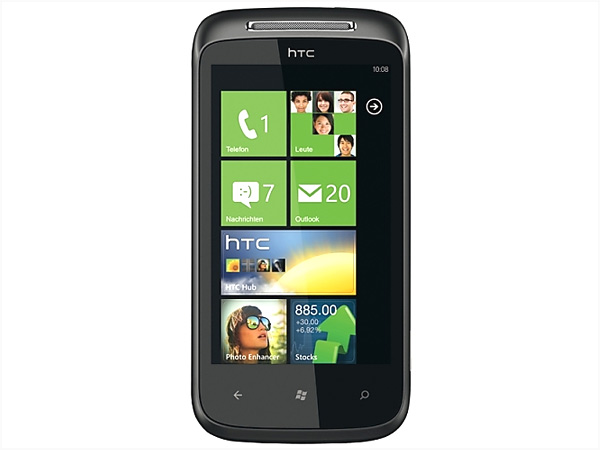 hTC
10:08
1
Telefon
Leute
:-) 7
Nachrichten
20
Outlook
hTC
HTC Hub
Photo Enhancer
885.00
+30,00
+6.92%
Stocks